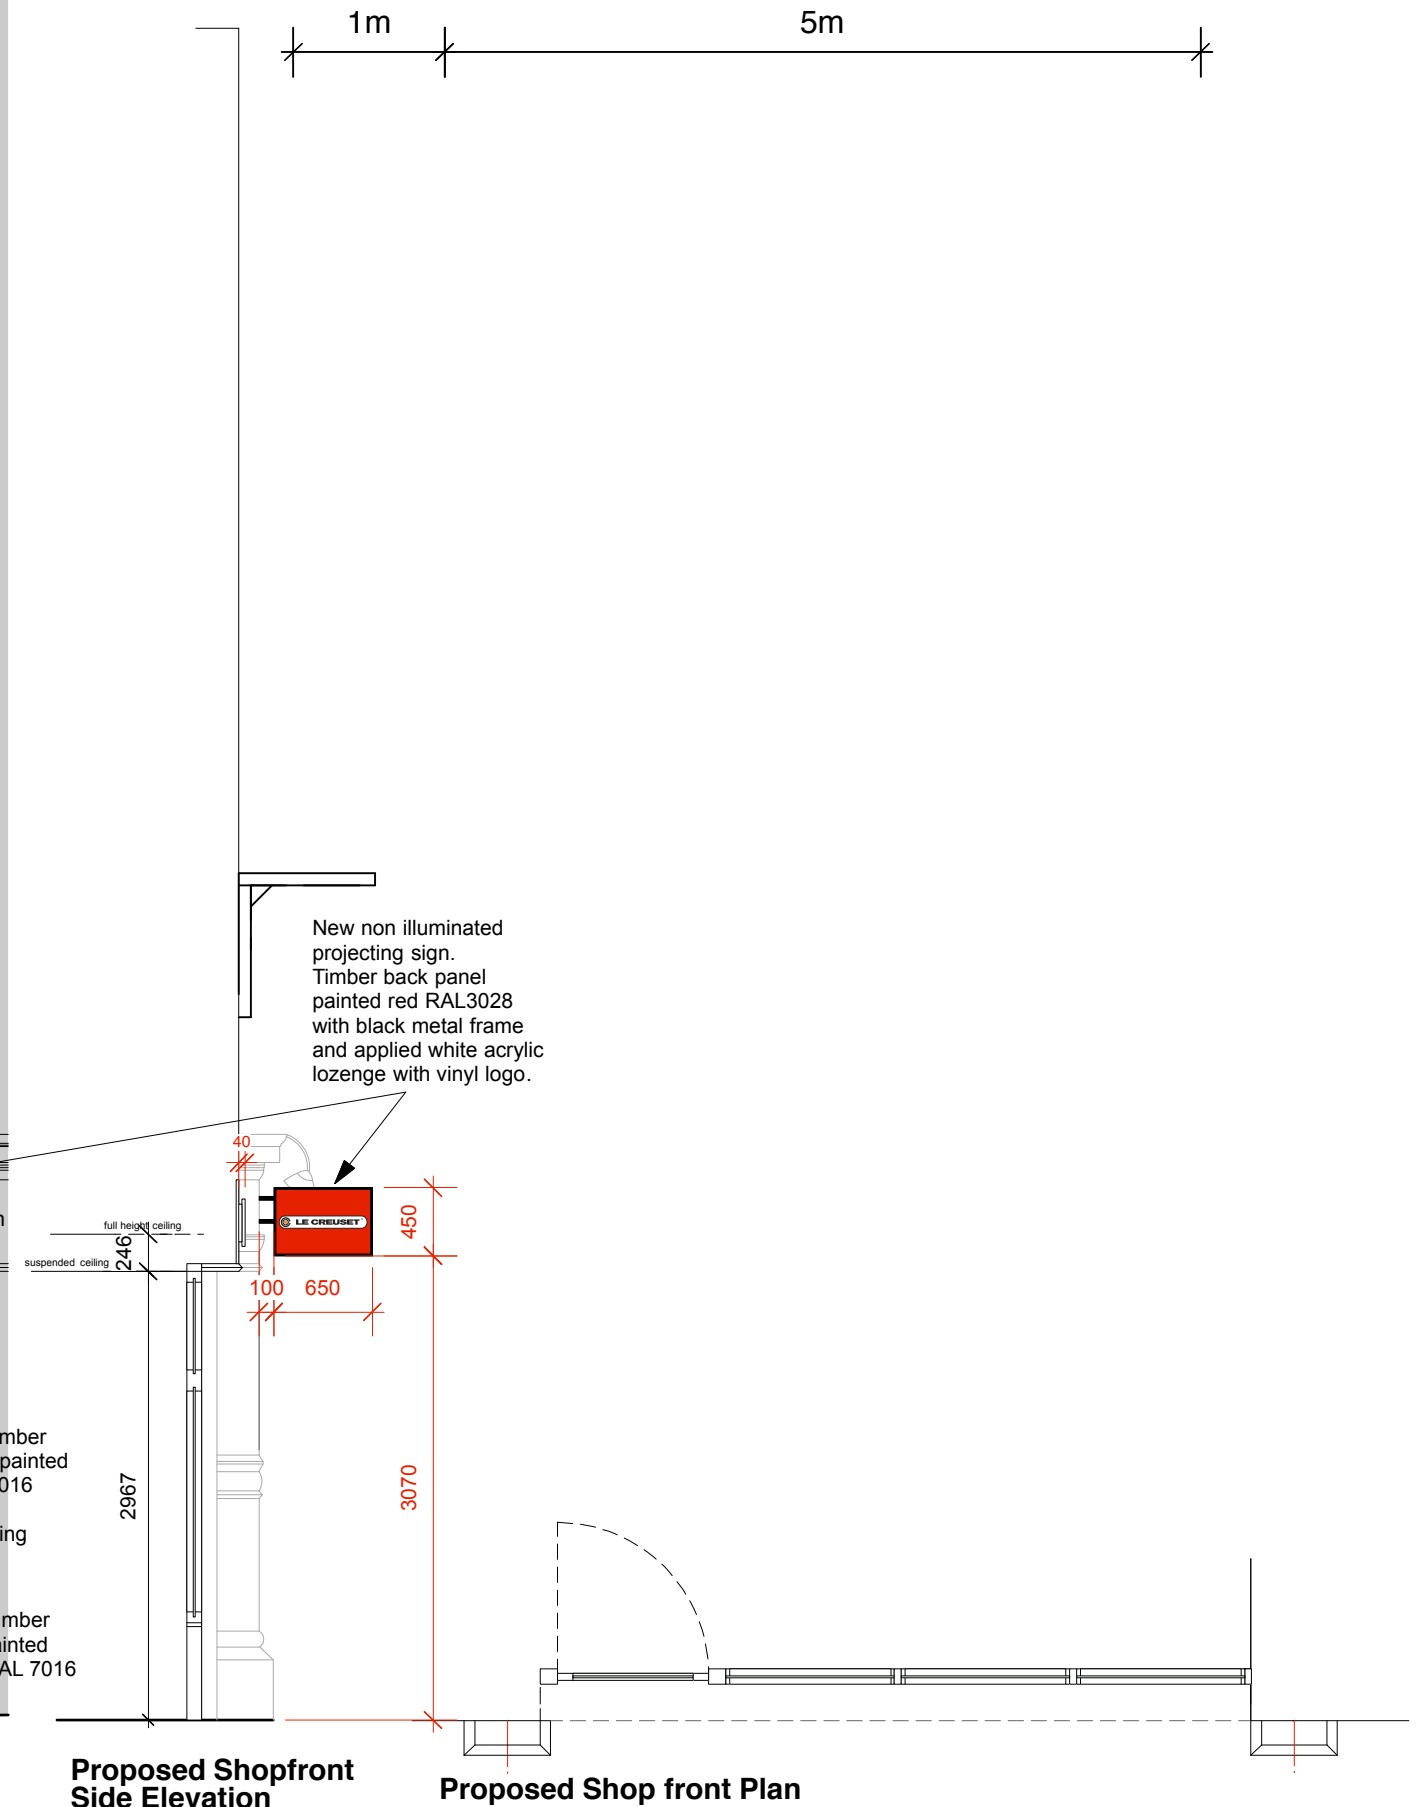 1m
5m
New non illuminated
projecting sign.
Timber back panel
painted red RAL3028
with black metal frame
and applied white acrylic
lozenge with vinyl logo.
40
LE CREUSET
450
full height ceiling
246
suspended ceiling
100
650
2967
3070
mber
painted
016
ing
mber
ainted
AL 7016
Proposed Shopfront
Side Elevation
Proposed Shop front Plan